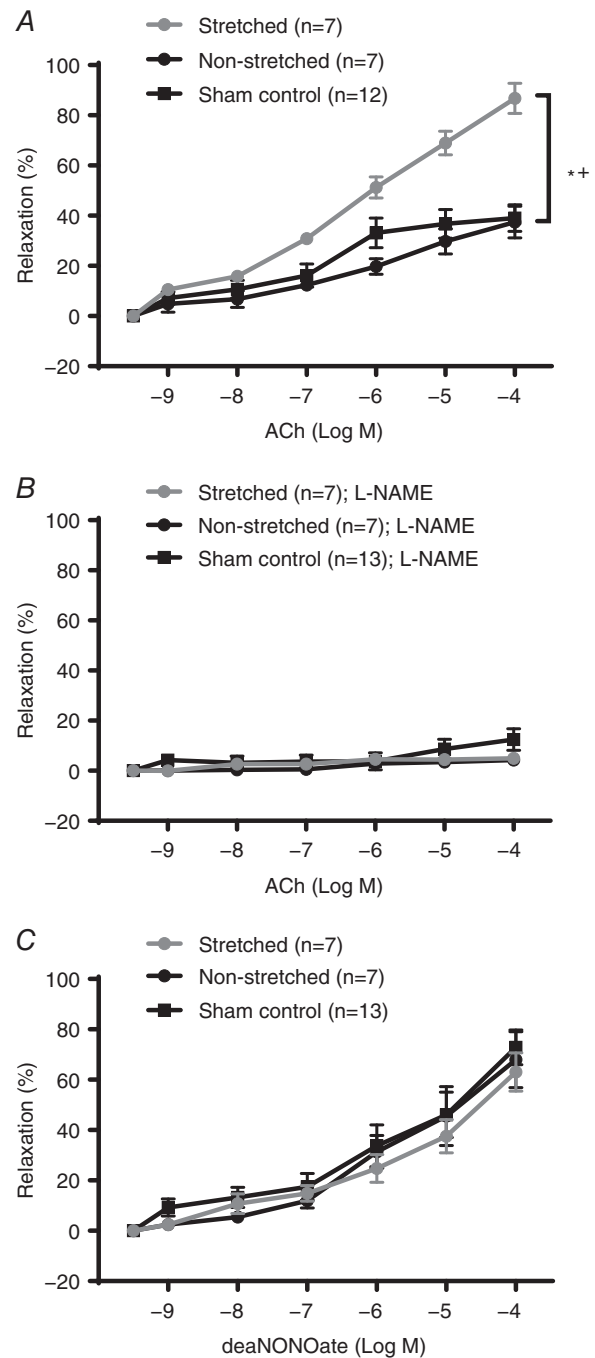 A
Stretched (n=7)
Non-stretched (n=7)
Sham control (n=12)
100
80
60
40
20
0
−20
Relaxation (%)
*+
−9 −8 −7 −6 −5 −4
ACh (Log M)
B
Stretched (n=7); L-NAME
Non-stretched (n=7); L-NAME
Sham control (n=13); L-NAME
100
80
60
40
20
0
−20
Relaxation (%)
−9 −8 −7 −6 −5 −4
ACh (Log M)
C
Stretched (n=7)
Non-stretched (n=7)
Sham control (n=13)
100
80
60
40
20
0
−20
Relaxation (%)
−9 −8 −7 −6 −5 −4
deaNONOate (Log M)